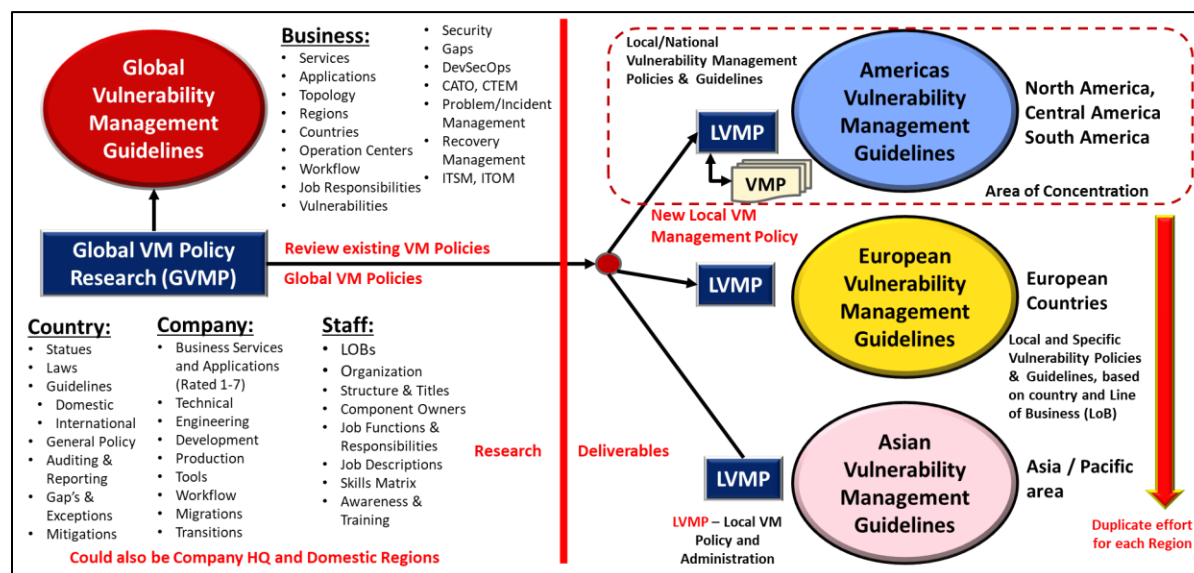 Global
Vulnerability
Management
Guidelines
Business:
• Services
• Applications
• Topology
• Regions
• Countries
• Operation Centers
• Workflow
• Job Responsibilities
• Vulnerabilities
• Security
• Gaps
• DevSecOps
• CATO, CTEM
• Problem/Incident
Management
• Recovery
Management
• ITSM, ITOM
Global VM Policy
Research (GVMP)
Review existing VM Policies
Global VM Policies
Country:
• Statues
• Laws
• Guidelines
• Domestic
• International
• General Policy
• Auditing &
Reporting
• Gap's &
Exceptions
• Mitigations
Company:
• Business Services
and Applications
(Rated 1-7)
• Technical
• Engineering
• Development
• Production
• Tools
• Workflow
• Migrations
• Transitions
Staff:
• LOBs
• Organization
• Structure & Titles
• Component Owners
• Job Functions &
Responsibilities
• Job Descriptions
• Skills Matrix
• Awareness &
Training
Could also be Company HQ and Domestic Regions
Research
Deliverables
Local/National
Vulnerability Management
Policies & Guidelines
LVMP
VMP
Americas
Vulnerability
Management
Guidelines
North America,
Central America
South America
Area of Concentration
New Local VM
Management Policy
LVMP
European
Vulnerability
Management
Guidelines
European
Countries
Local and Specific
Vulnerability Policies
& Guidelines, based
on country and Line
of Business (LoB)
LVMP
Asian
Vulnerability
Management
Guidelines
Asia / Pacific
area
LVMP – Local VM
Policy and
Administration
Duplicate effort
for each Region